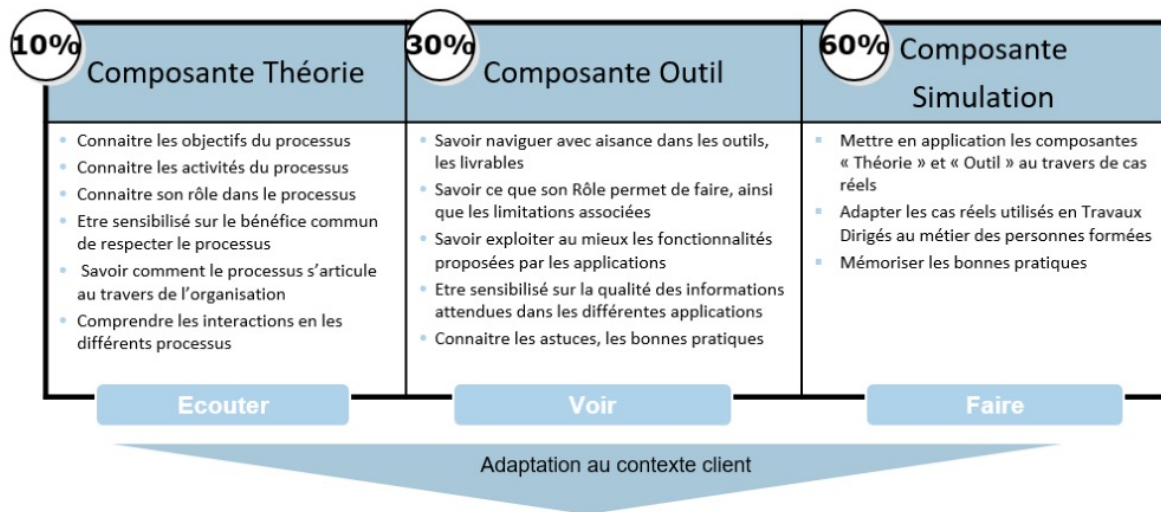 10%
Composante Théorie
• Connaitre les objectifs du processus
• Connaitre les activités du processus
• Connaitre son rôle dans le processus
• Etre sensibilisé sur le bénéfice commun
de respecter le processus
• Savoir comment le processus s'articule
au travers de l'organisation
• Comprendre les interactions en les
différents processus
Ecouter
30%
Composante Outil
• Savoir naviguer avec aisance dans les outils,
les livrables
• Savoir ce que son Rôle permet de faire, ainsi
que les limitations associées
• Savoir exploiter au mieux les fonctionnalités
proposées par les applications
• Etre sensibilisé sur la qualité des informations
attendues dans les différentes applications
• Connaitre les astuces, les bonnes pratiques
Voir
60%
Composante
Simulation
▪ Mettre en application les composantes
« Théorie » et « Outil » au travers de cas
réels
▪ Adapter les cas réels utilisés en Travaux
Dirigés au métier des personnes formées
▪ Mémoriser les bonnes pratiques
Faire
Adaptation au contexte client